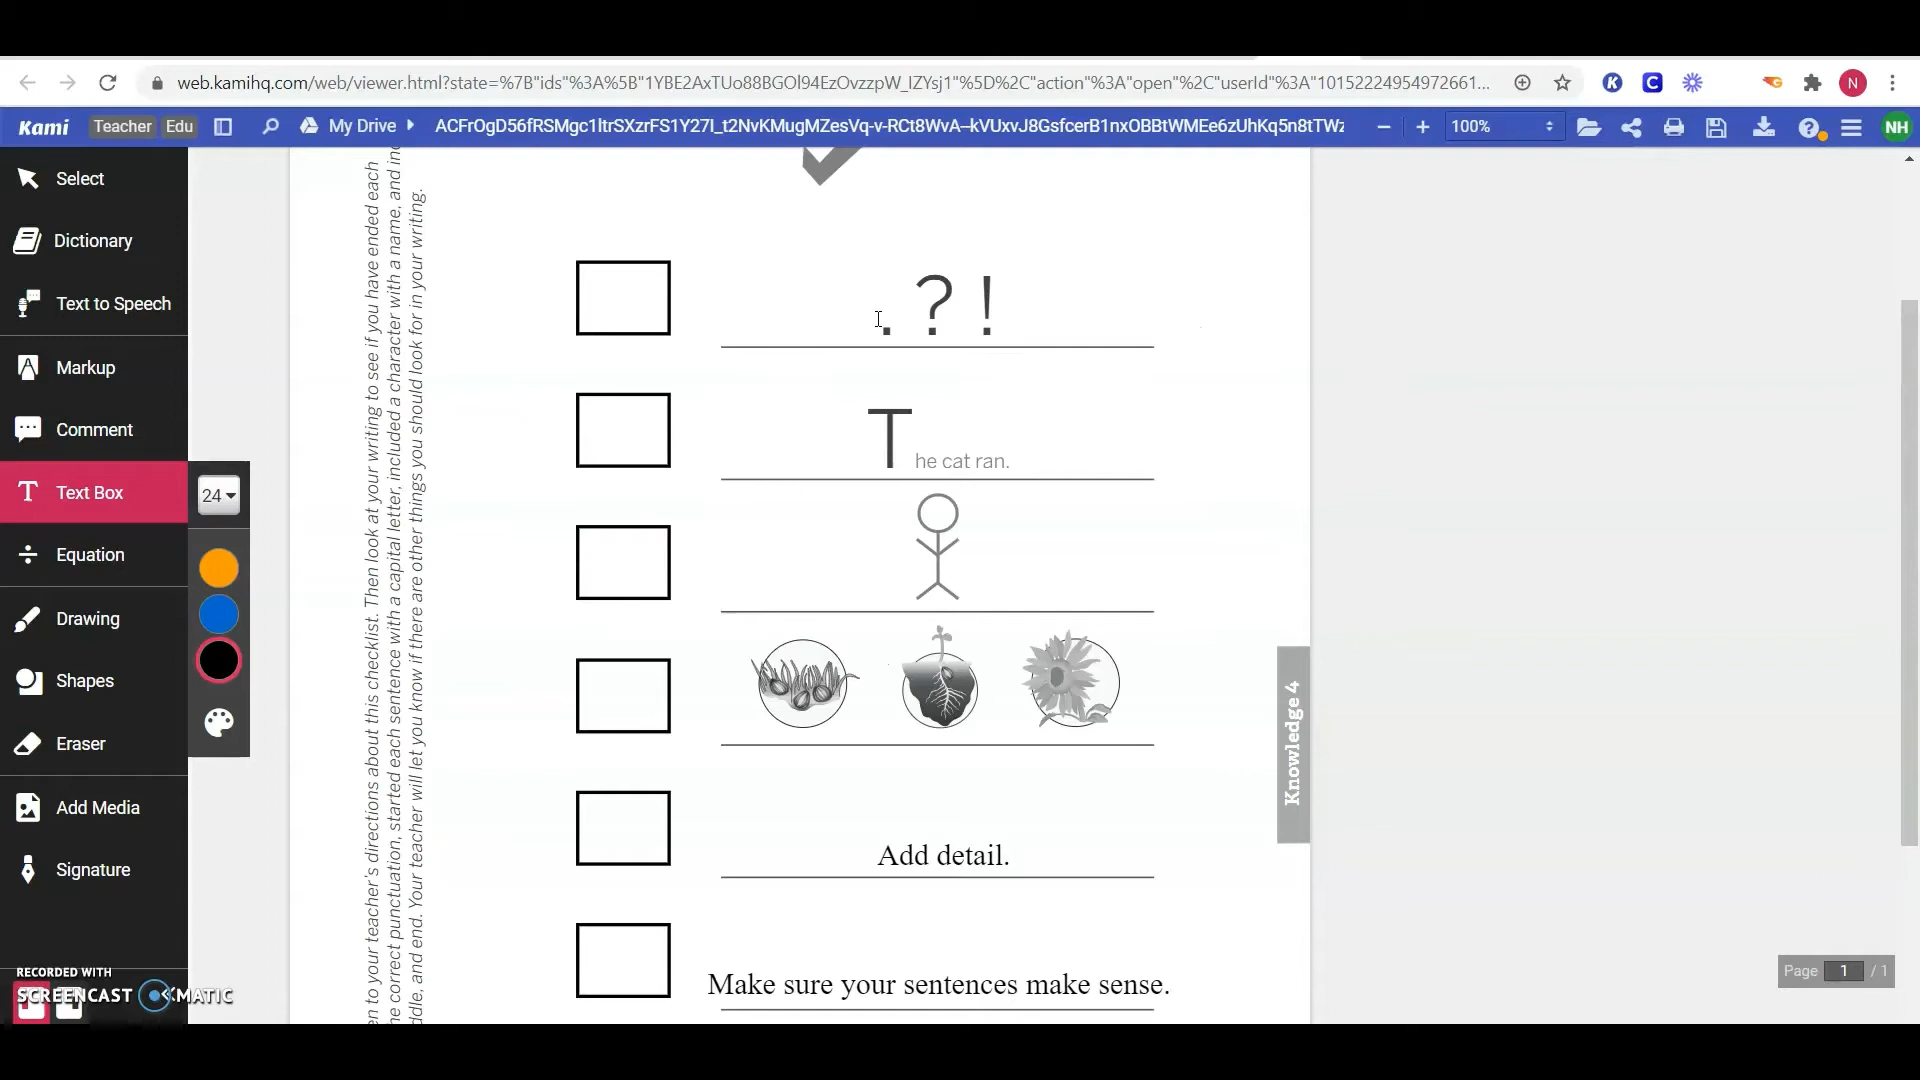 web.kamihq.com/web/viewer.html?state=%7B"ids"%3A%5B"1YBE2AxTUo88BGOl94EzOvzzpW_lZYsj1"%5D%2C"action"%3A"open"%2C"userId"%3A"10152224954972661...
N
Kami Teacher Edu My Drive ACFrOgD56fRSMgc1ltrSXzrFS1Y27l_t2NvKMugMZesVq-v-RCt8WvA–kVUxvJ8GsfcerB1nxOBBtWMEe6zUhKq5n8tTWz 100% NH
Select
Dictionary
Text to Speech
Markup
Comment
Text Box
24
Equation
Drawing
Shapes
Eraser
Add Media
Signature
RECORDED WITH
SCREENCAST MATIC
en to your teacher's directions about this checklist. Then look at your writing to see if you have ended each
he correct punctuation, started each sentence with a capital letter, included a character with a name, and inc
ddle, and end. Your teacher will let you know if there are other things you should look for in your writing.
. ? !
The cat ran.
Add detail.
Make sure your sentences make sense.
Knowledge 4
Page 1 / 1